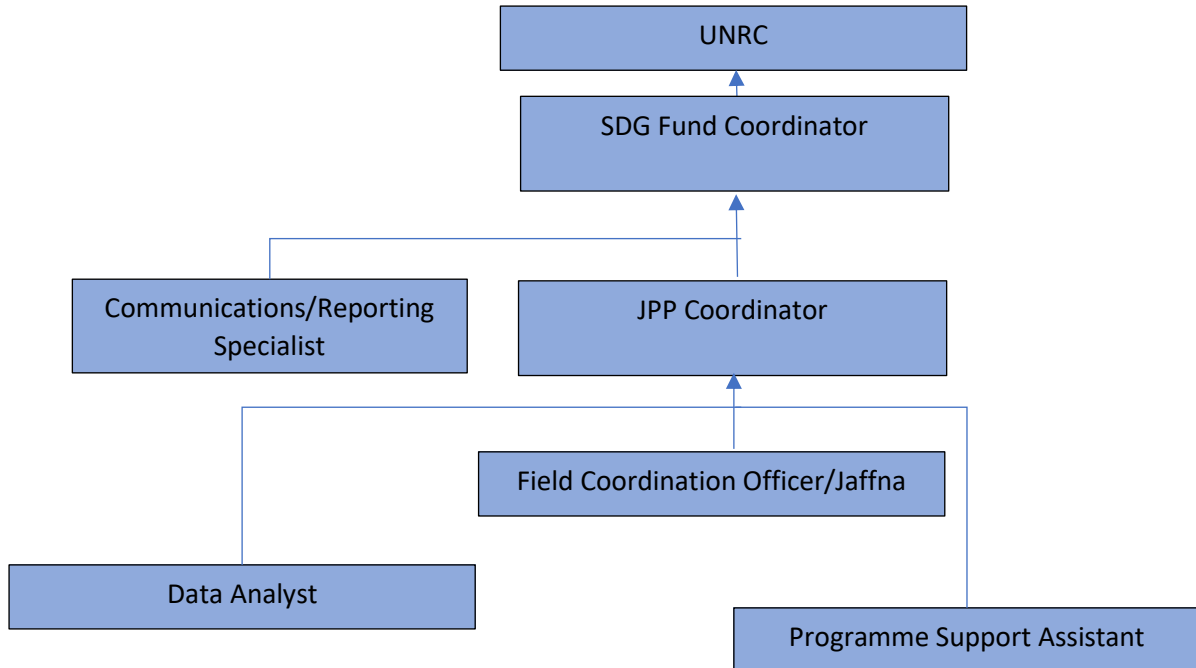 UNRC
SDG Fund Coordinator
Communications/Reporting
Specialist
JPP Coordinator
Field Coordination Officer/Jaffna
Data Analyst
Programme Support Assistant